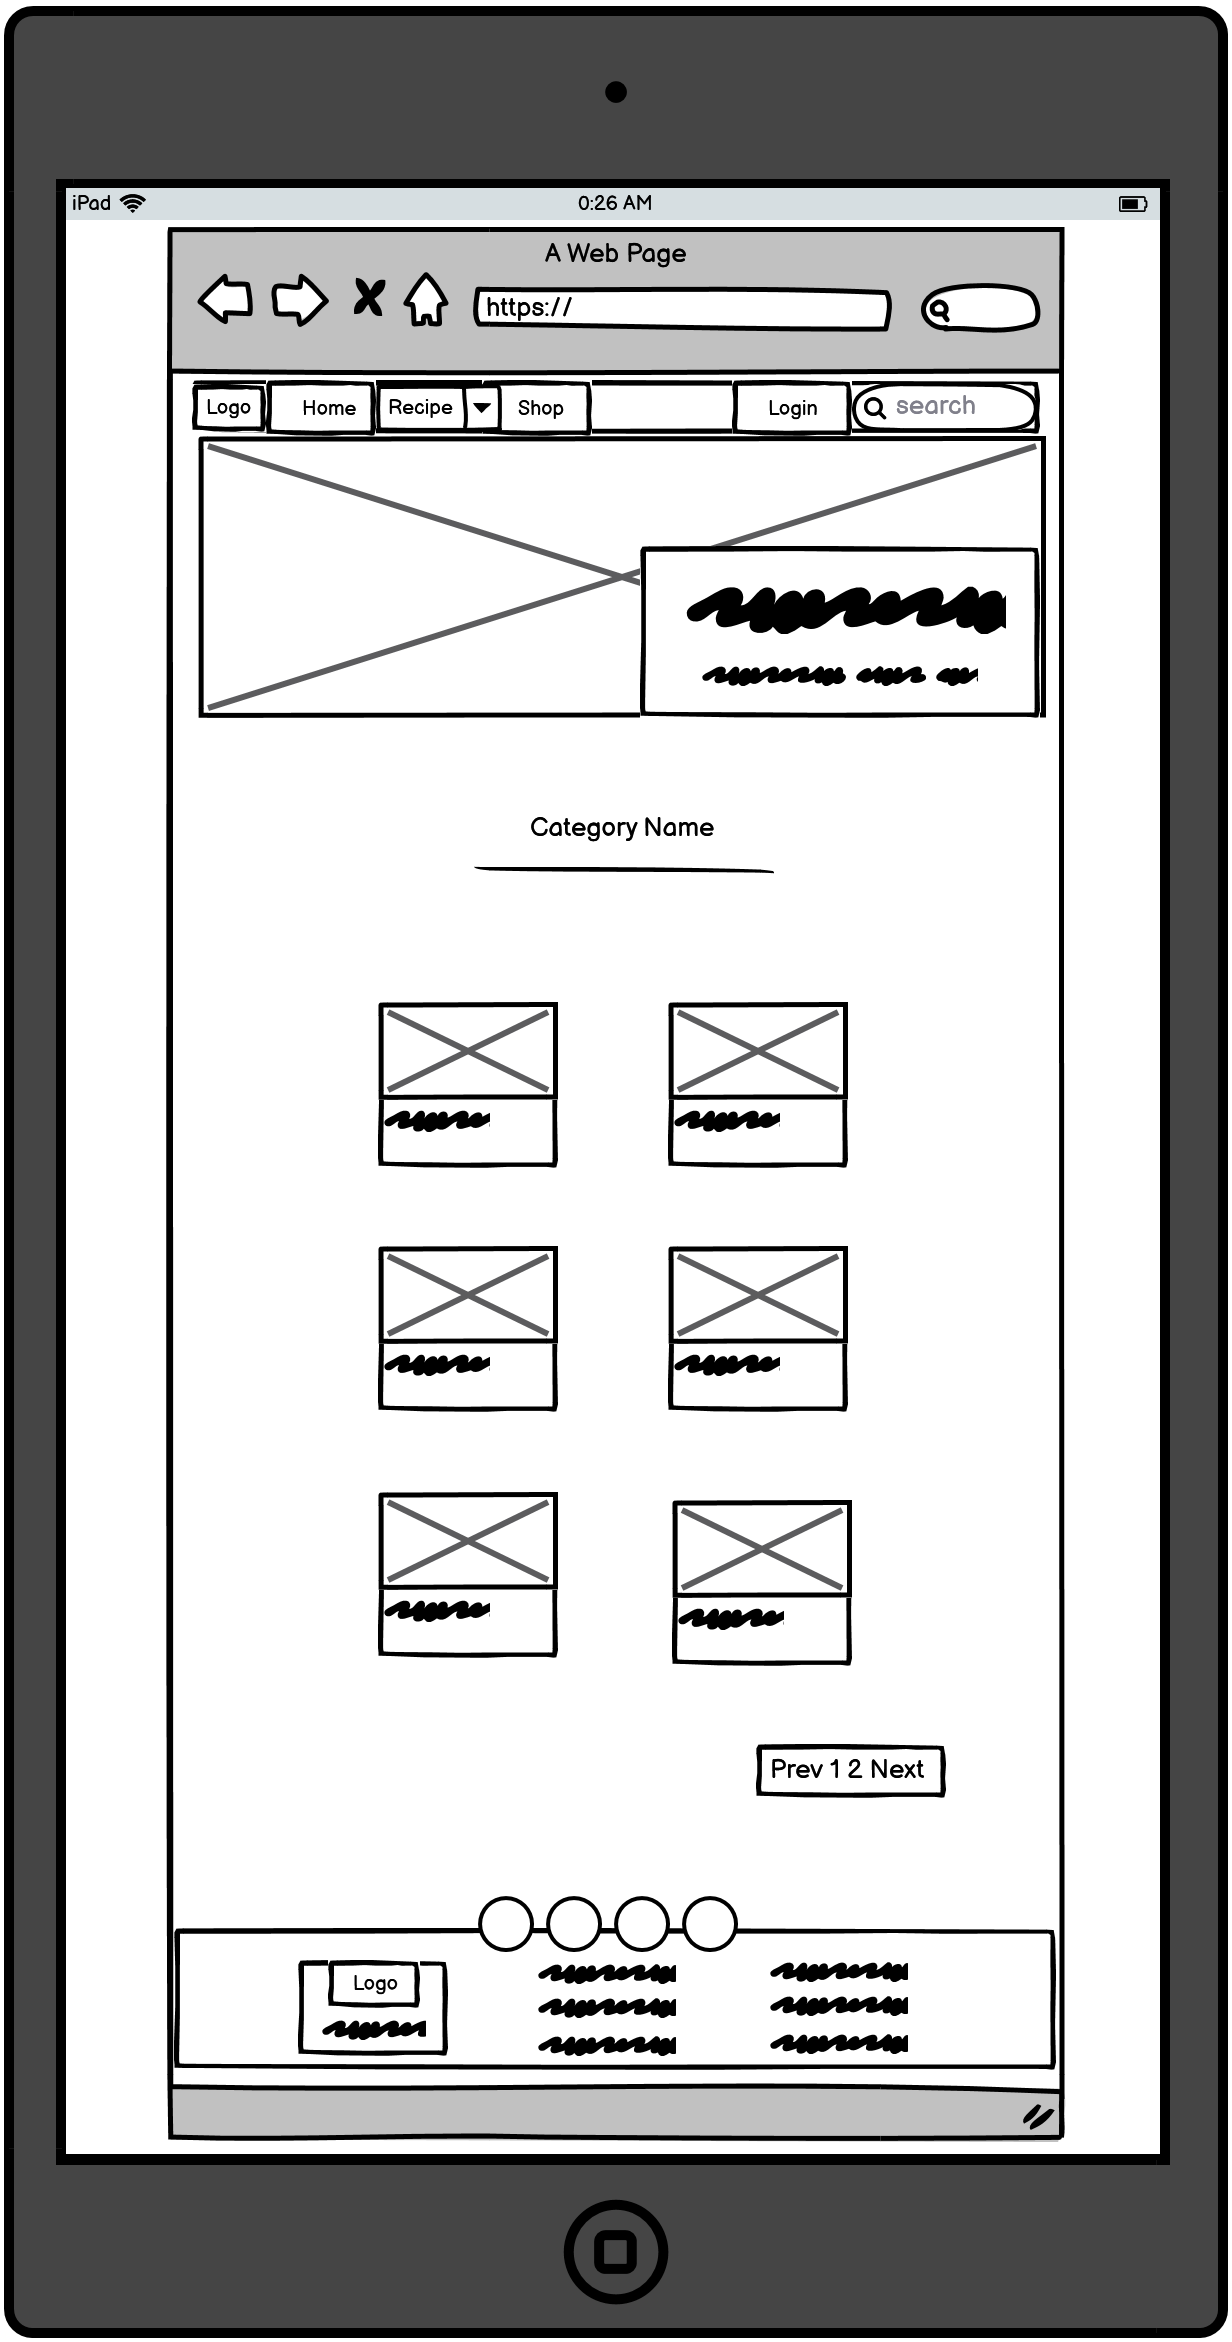 iPad 0:26 AM
A Web Page
https://
Logo Home Recipe Shop Login search
Category Name
Prev 1 2 Next
Logo